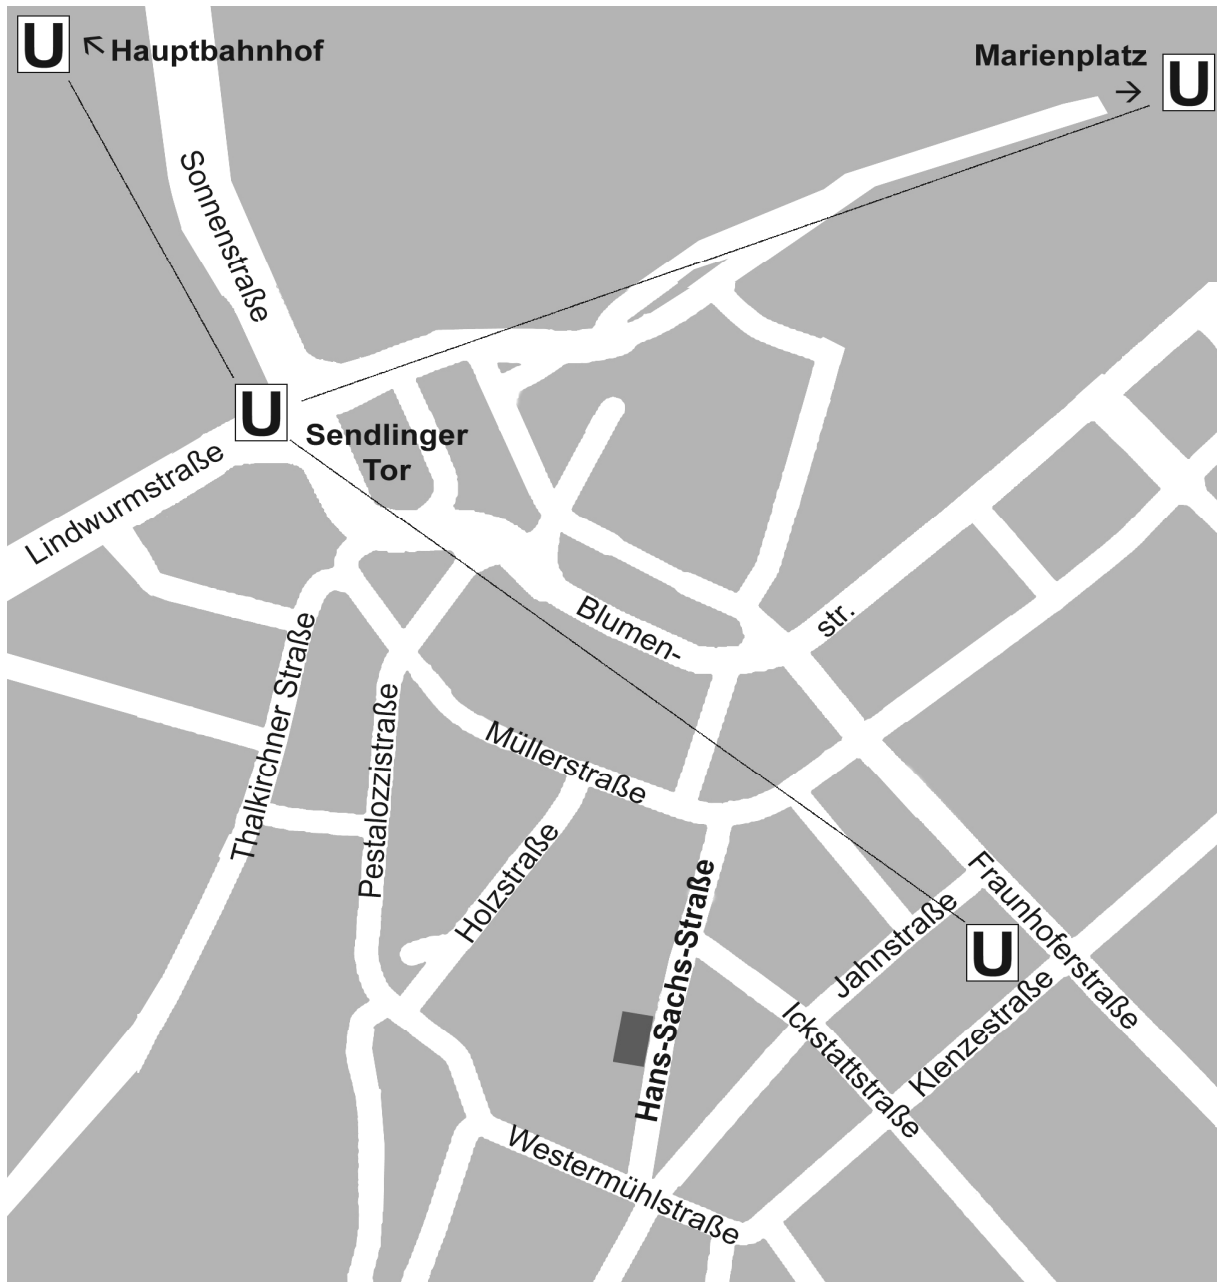 U
Hauptbahnhof
Marienplatz
U
Sonnenstraße
U
Sendlinger
Tor
Lindwurmstraße
Blumen-
str.
Thalkirchner Straße
Pestalozzistraße
Müllerstraße
Holzstraße
Hans-Sachs-Straße
Fraunhoferstraße
Jahnstraße
U
Ickstattstraße
Klenzestraße
Westermühlstraße